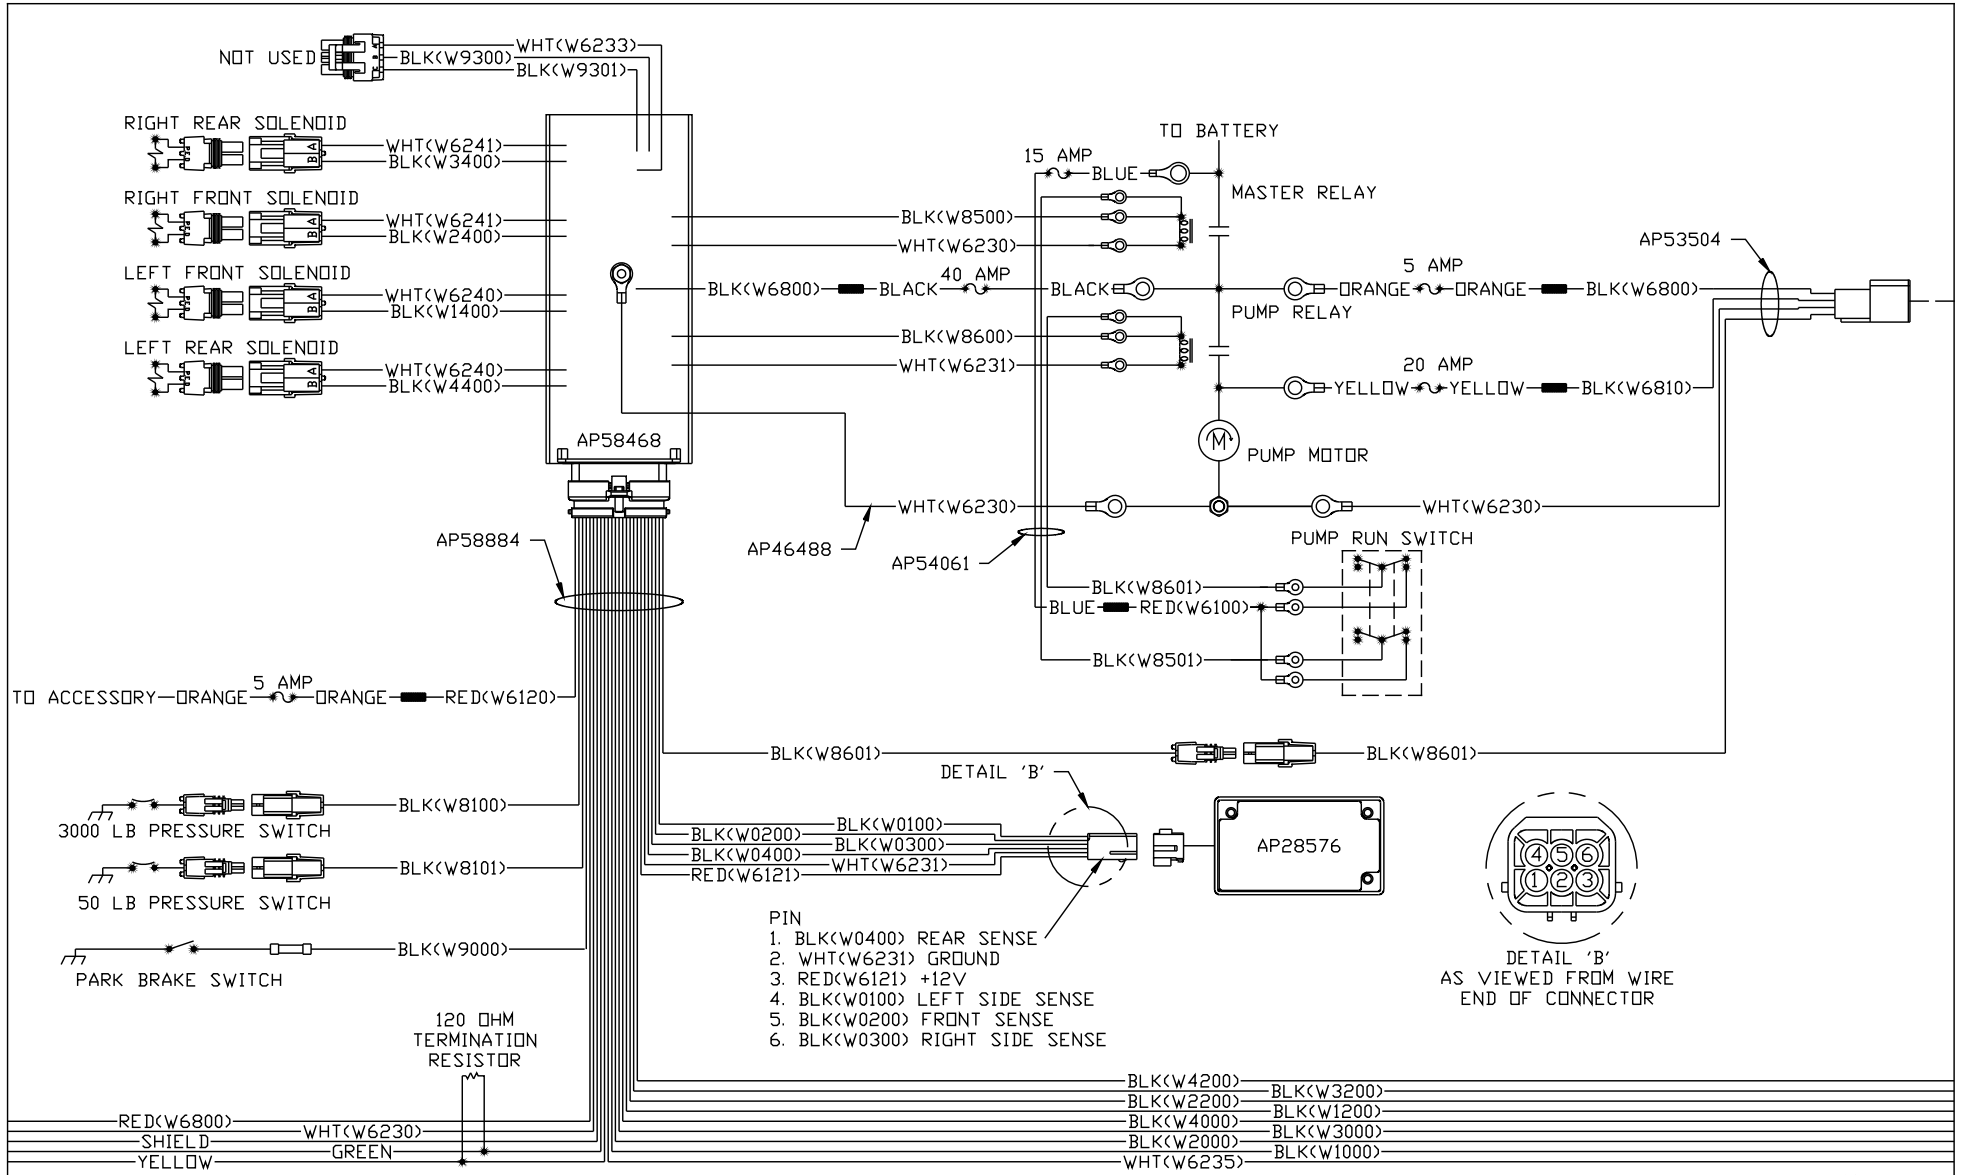 NOT USED
WHT(W6233)
BLK(W9300)
BLK(W9301)
A
B
C
RIGHT REAR SOLENOID
A
B
WHT(W6241)
BLK(W3400)
RIGHT FRONT SOLENOID
A
B
WHT(W6241)
BLK(W2400)
LEFT FRONT SOLENOID
A
B
WHT(W6240)
BLK(W1400)
LEFT REAR SOLENOID
A
B
WHT(W6240)
BLK(W4400)
AP58468
TO BATTERY
15 AMP
BLUE
MASTER RELAY
BLK(W8500)
WHT(W6230)
BLK(W6800)
BLACK
40 AMP
BLACK
PUMP RELAY
BLK(W8600)
WHT(W6231)
5 AMP
ORANGE
ORANGE
BLK(W6800)
AP53504
20 AMP
YELLOW
YELLOW
BLK(W6810)
M
PUMP MOTOR
WHT(W6230)
WHT(W6230)
AP58884
AP46488
AP54061
PUMP RUN SWITCH
BLK(W8601)
BLUE
RED(W6100)
BLK(W8501)
TO ACCESSORY
ORANGE
5 AMP
ORANGE
RED(W6120)
BLK(W8601)
BLK(W8601)
DETAIL 'B'
BLK(W8100)
3000 LB PRESSURE SWITCH
BLK(W8101)
50 LB PRESSURE SWITCH
BLK(W9000)
PARK BRAKE SWITCH
BLK(W0100)
BLK(W0200)
BLK(W0300)
BLK(W0400)
WHT(W6231)
RED(W6121)
AP28576
PIN
1. BLK(W0400) REAR SENSE
2. WHT(W6231) GROUND
3. RED(W6121) +12V
4. BLK(W0100) LEFT SIDE SENSE
5. BLK(W0200) FRONT SENSE
6. BLK(W0300) RIGHT SIDE SENSE
4 5 6
1 2 3
DETAIL 'B'
AS VIEWED FROM WIRE
END OF CONNECTOR
120 OHM
TERMINATION
RESISTOR
RED(W6800)
WHT(W6230)
SHIELD
GREEN
YELLOW
BLK(W4200)
BLK(W3200)
BLK(W2200)
BLK(W1200)
BLK(W4000)
BLK(W3000)
BLK(W2000)
BLK(W1000)
WHT(W6235)